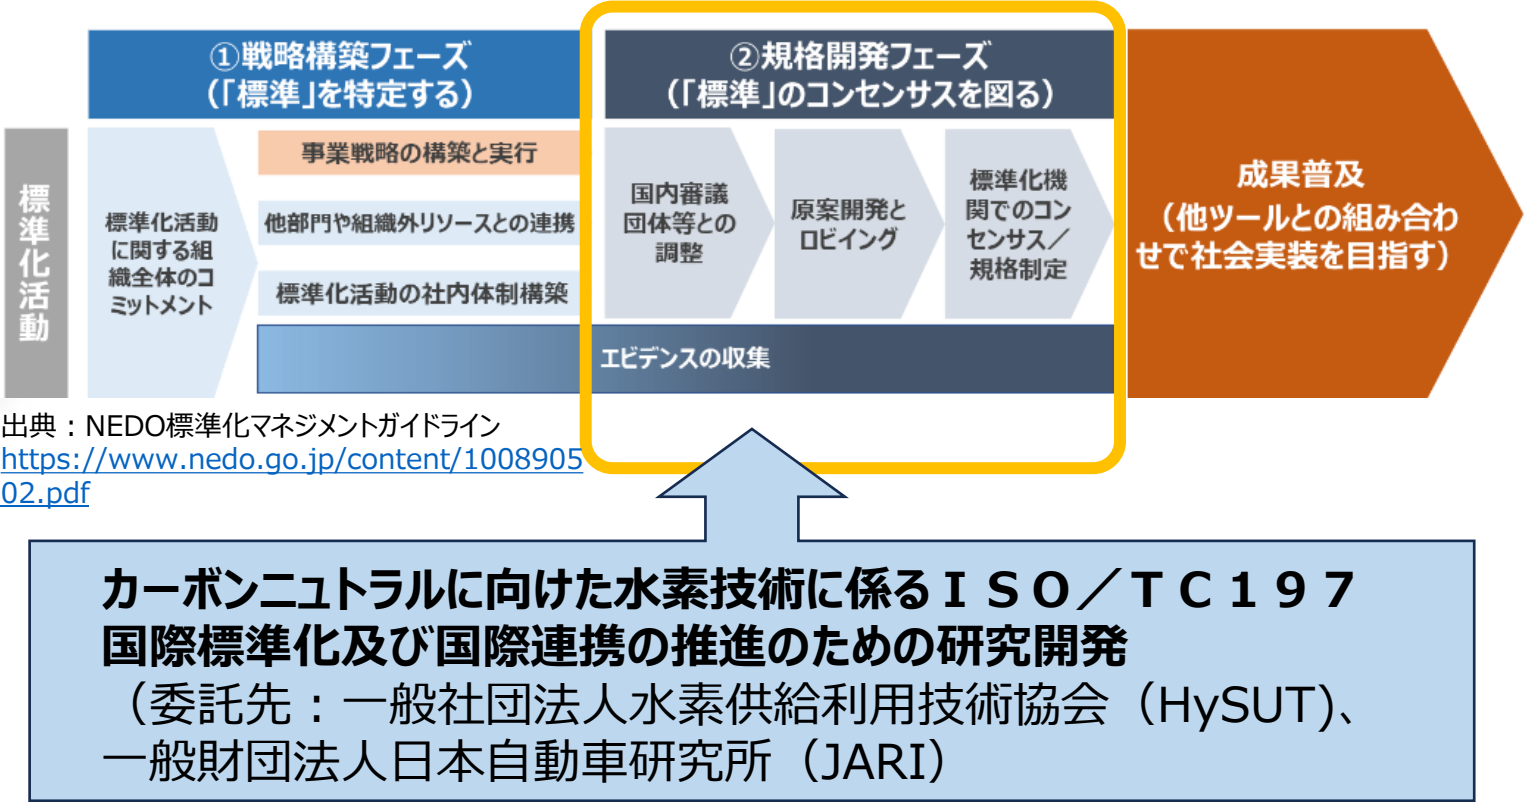 ①戦略構築フェーズ
（「標準」を特定する）
②規格開発フェーズ
（「標準」のコンセンサスを図る）
標準化活動
標準化活動
に関する組
織全体のコ
ミットメント
事業戦略の構築と実行
他部門や組織外リソースとの連携
標準化活動の社内体制構築
国内審議
団体等との
調整
原案開発と
ロビイング
標準化機
関でのコン
センサス／
規格制定
エビデンスの収集
成果普及
（他ツールとの組み合わ
せで社会実装を目指す）
出典：NEDO標準化マネジメントガイドライン
https://www.nedo.go.jp/content/1008905
02.pdf
カーボンニュトラルに向けた水素技術に係るＩＳＯ／ＴＣ１９７
国際標準化及び国際連携の推進のための研究開発
（委託先：一般社団法人水素供給利用技術協会（HySUT)、
一般財団法人日本自動車研究所（JARI）